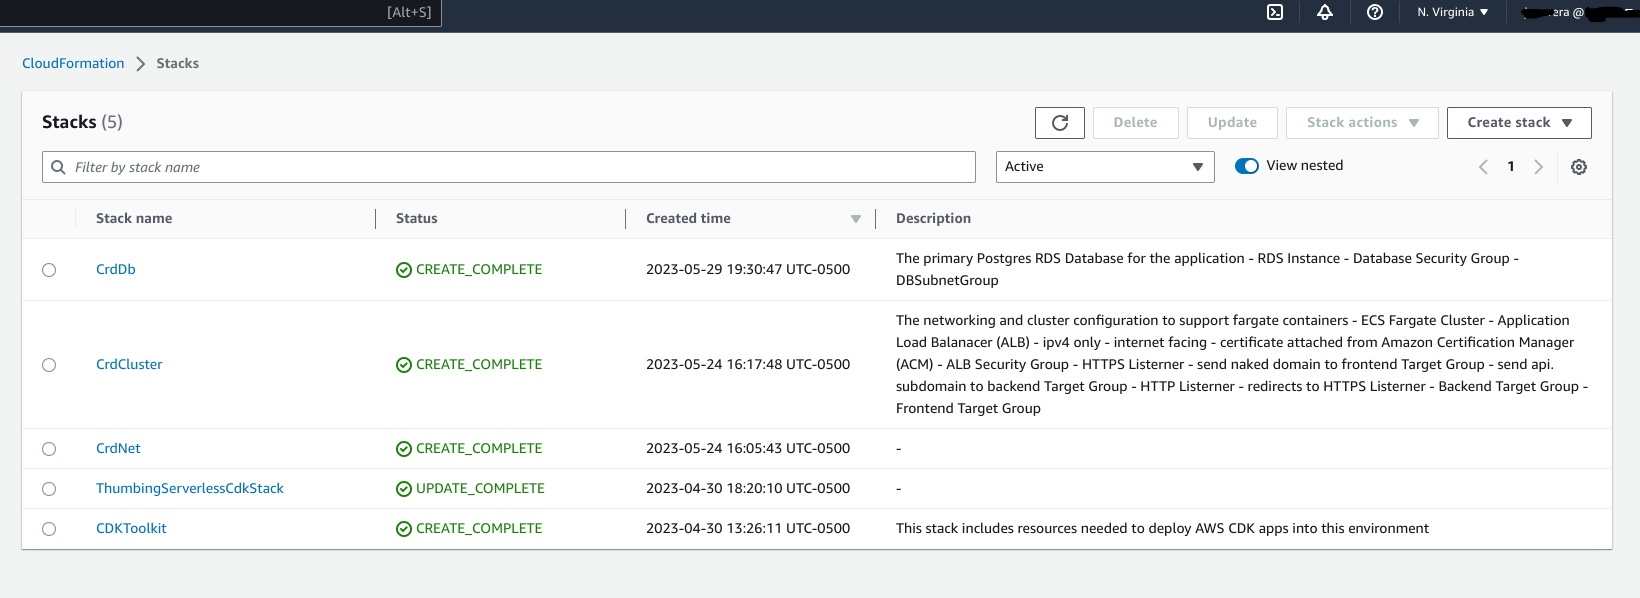 [Alt+S]
N. Virginia
era @
CloudFormation
Stacks
Stacks (5)
Delete
Update
Stack actions
Create stack
Filter by stack name
Active
View nested
1
Stack name
Status
Created time
Description
CrdDb
CREATE_COMPLETE
2023-05-29 19:30:47 UTC-0500
The primary Postgres RDS Database for the application - RDS Instance - Database Security Group -
DBSubnetGroup
CrdCluster
CREATE_COMPLETE
2023-05-24 16:17:48 UTC-0500
The networking and cluster configuration to support fargate containers - ECS Fargate Cluster - Application
Load Balanacer (ALB) - ipv4 only - internet facing - certificate attached from Amazon Certification Manager
(ACM) - ALB Security Group - HTTPS Listerner - send naked domain to frontend Target Group - send api.
subdomain to backend Target Group - HTTP Listerner - redirects to HTTPS Listerner - Backend Target Group -
Frontend Target Group
CrdNet
CREATE_COMPLETE
2023-05-24 16:05:43 UTC-0500
-
ThumbingServerlessCdkStack
UPDATE_COMPLETE
2023-04-30 18:20:10 UTC-0500
-
CDKToolkit
CREATE_COMPLETE
2023-04-30 13:26:11 UTC-0500
This stack includes resources needed to deploy AWS CDK apps into this environment